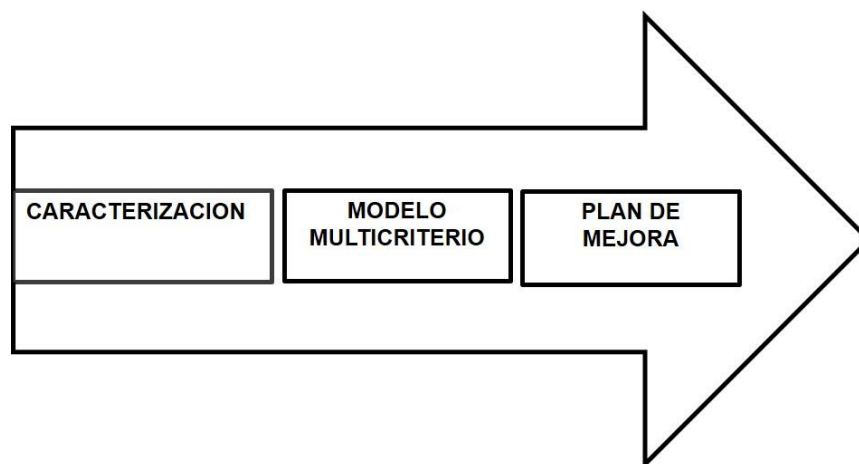 CARACTERIZACION
MODELO
MULTICRITERIO
PLAN DE
MEJORA